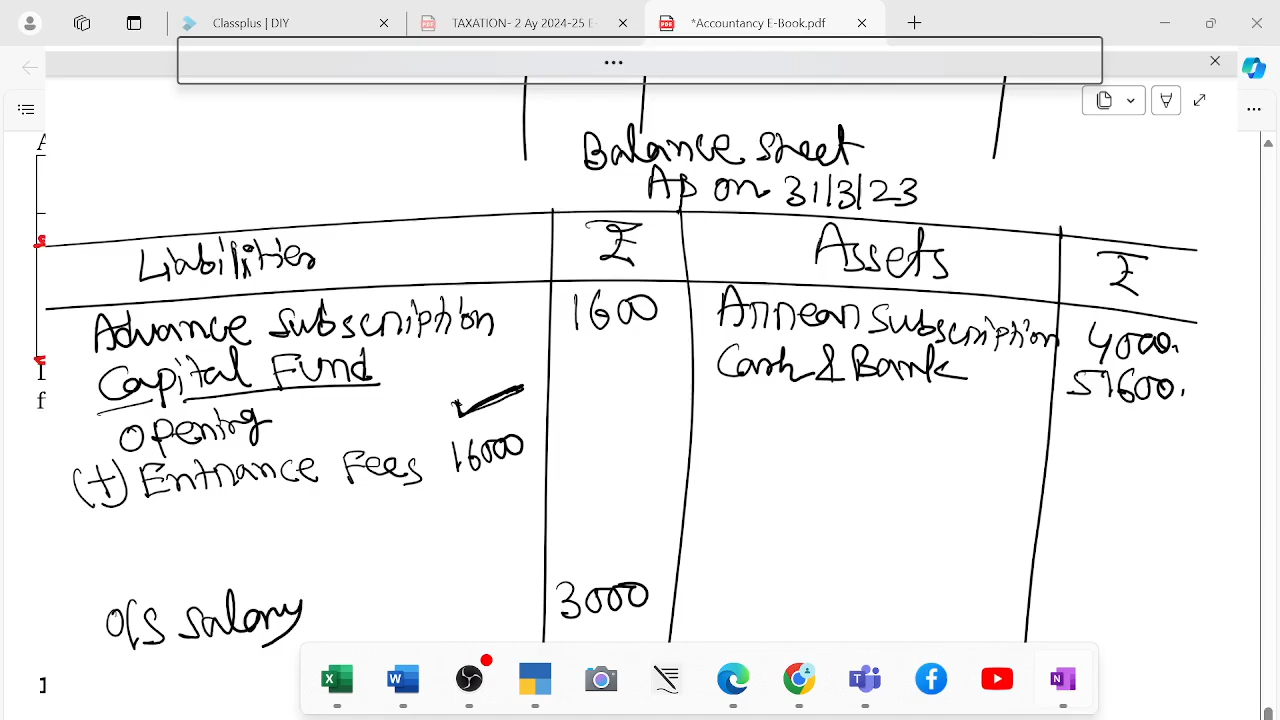 Classplus | DIY
TAXATION- 2 Ay 2024-25 E-
*Accountancy E-Book.pdf
Balance Sheet
As on 31/3/23
Liabilities ₹ Assets ₹
Advance subscription 1600 Arrear subscription 4000.
Capital Fund Cash & Bank 51600.
Opening
(+) Entrance Fees 16000
O/S Salary 3000